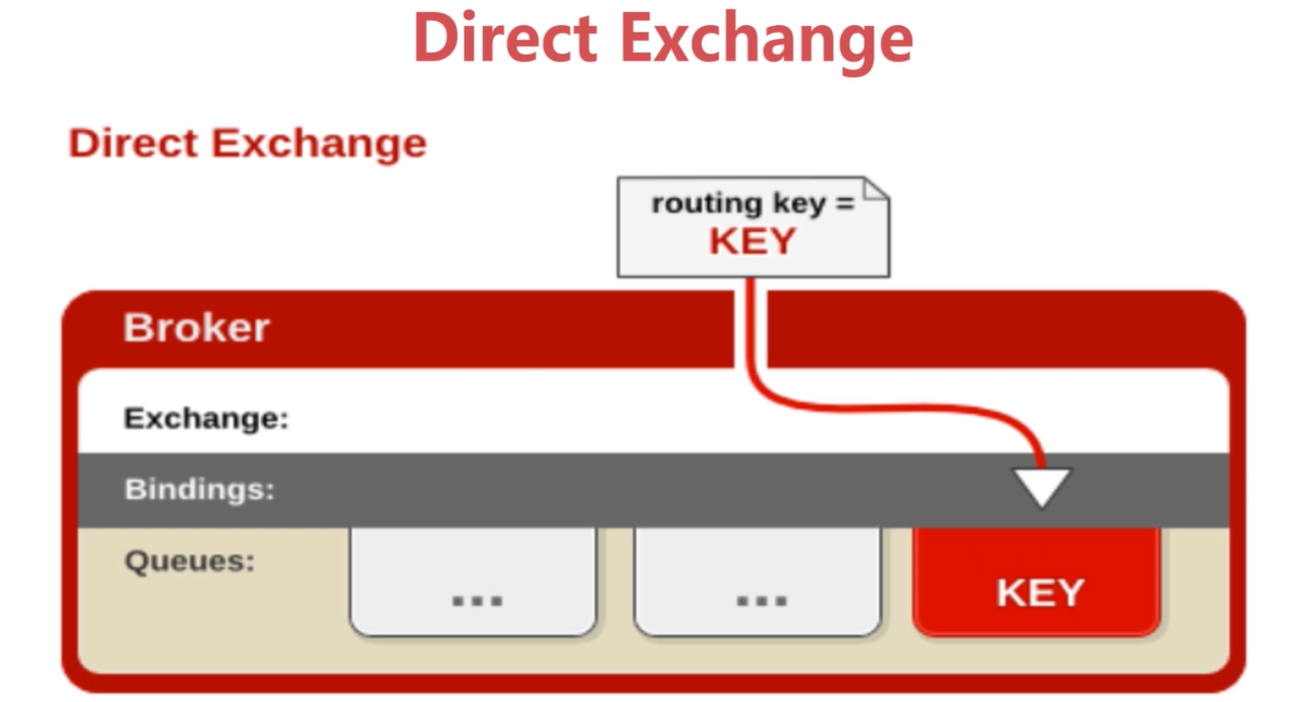 Direct Exchange
Direct Exchange
routing key =
KEY
Broker
Exchange:
Bindings:
Queues:
...
...
KEY